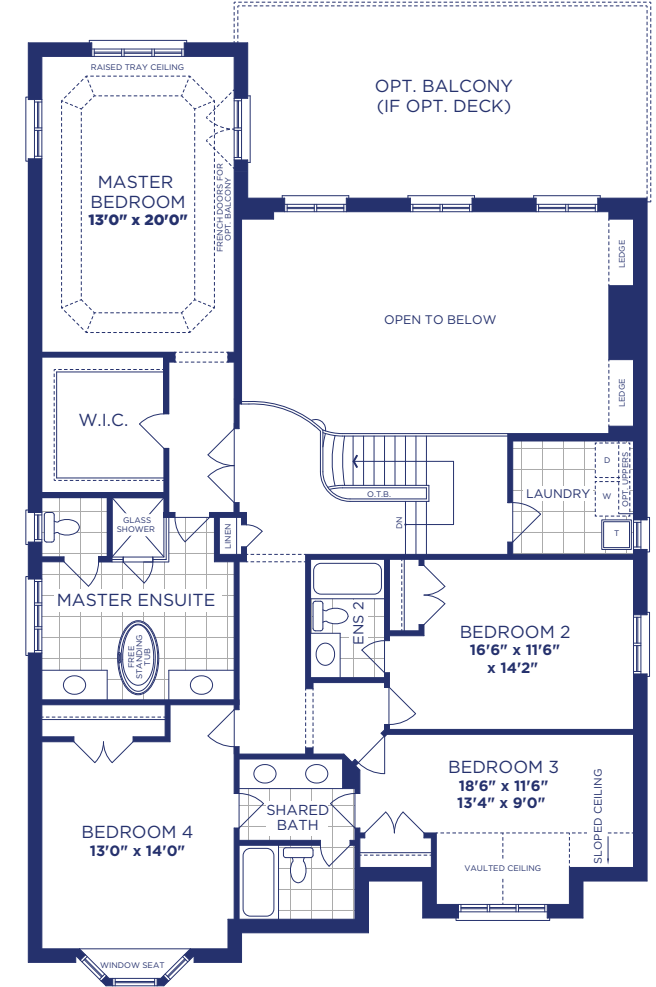 OPT. BALCONY
(IF OPT. DECK)
RAISED TRAY CEILING
MASTER
BEDROOM
13'0" x 20'0"
FRENCH DOORS FOR
OPT. BALCONY
LEDGE
OPEN TO BELOW
LEDGE
W.I.C.
O.T.B.
DN
LAUNDRY
D
W
OPT. UPPERS
T
GLASS
SHOWER
LINEN
MASTER ENSUITE
FREE
STANDING
TUB
ENS 2
BEDROOM 2
16'6" x 11'6"
x 14'2"
BEDROOM 3
18'6" x 11'6"
13'4" x 9'0"
SLOPED CEILING
VAULTED CEILING
SHARED
BATH
BEDROOM 4
13'0" x 14'0"
WINDOW SEAT